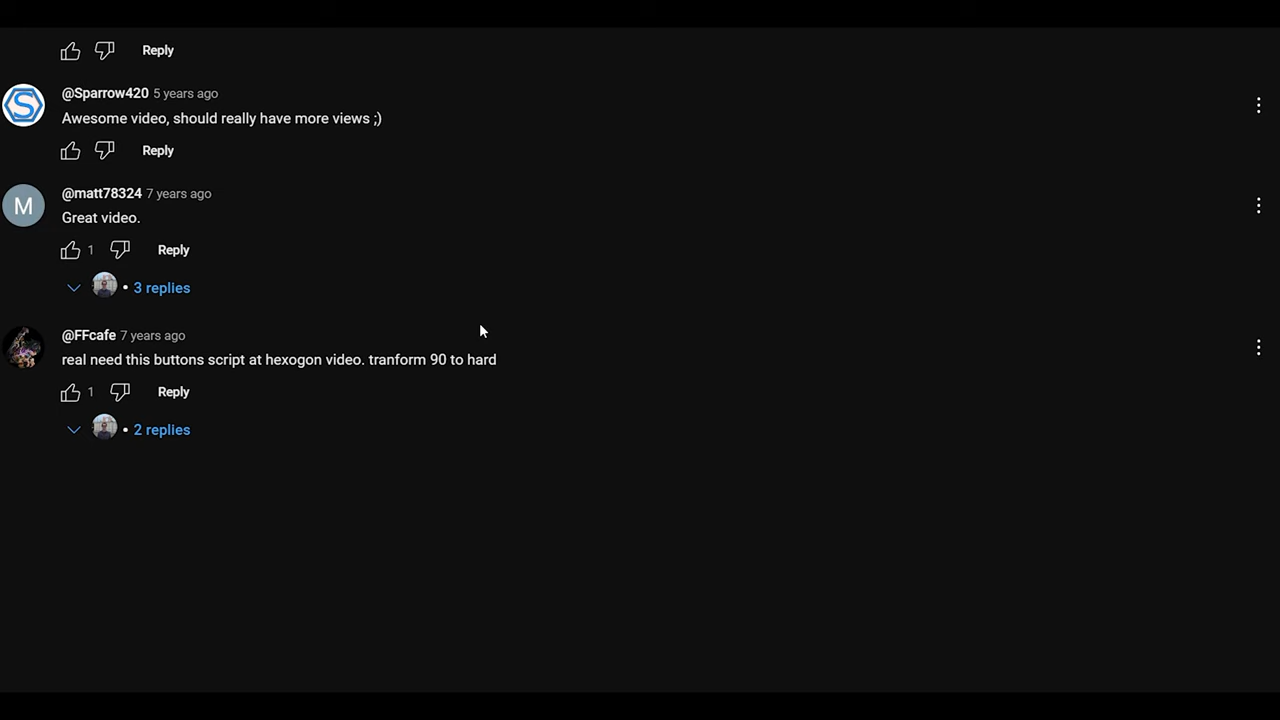 Reply
@Sparrow420 5 years ago
Awesome video, should really have more views ;)
Reply
M
@matt78324 7 years ago
Great video.
1 Reply
• 3 replies
@FFcafe 7 years ago
real need this buttons script at hexogon video. tranform 90 to hard
1 Reply
• 2 replies